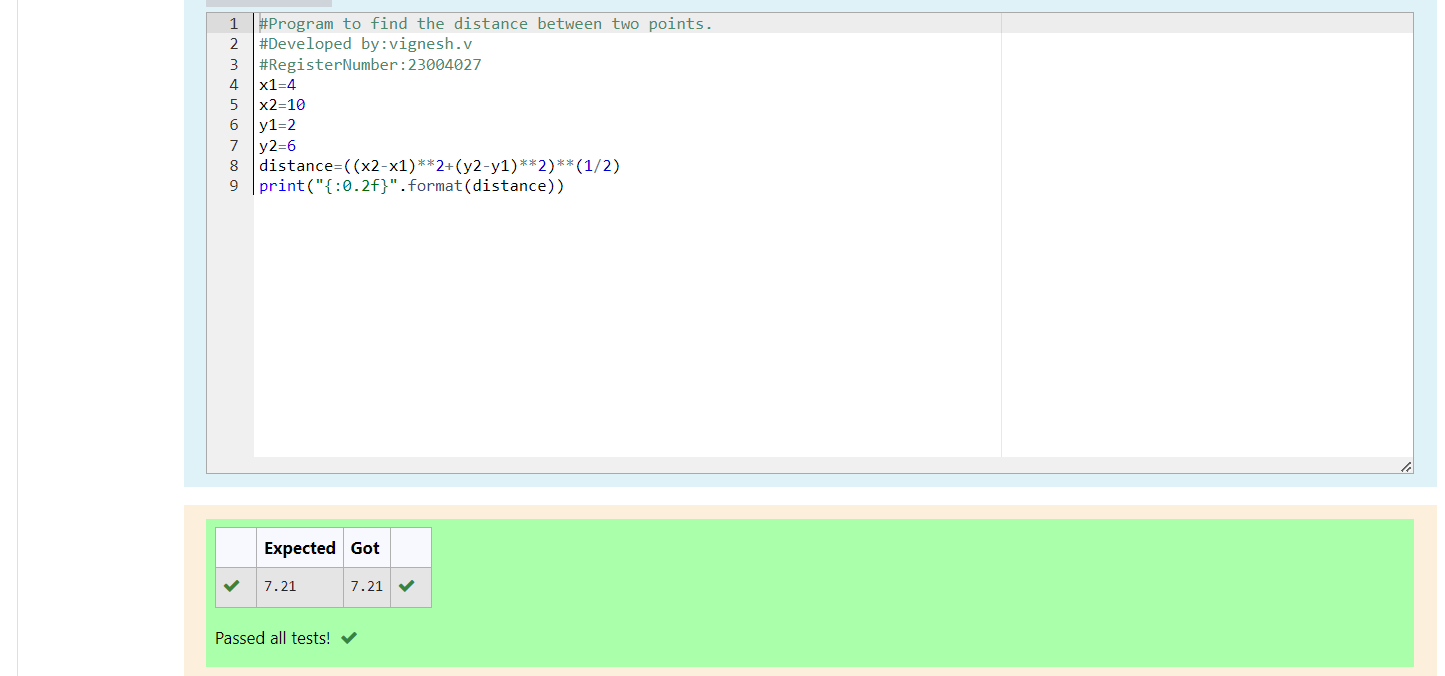 1 #Program to find the distance between two points.
2 #Developed by:vignesh.v
3 #RegisterNumber:23004027
4 x1=4
5 x2=10
6 y1=2
7 y2=6
8 distance=((x2-x1)**2+(y2-y1)**2)**(1/2)
9 print("{:0.2f}".format(distance))
Expected Got
7.21 7.21
Passed all tests!